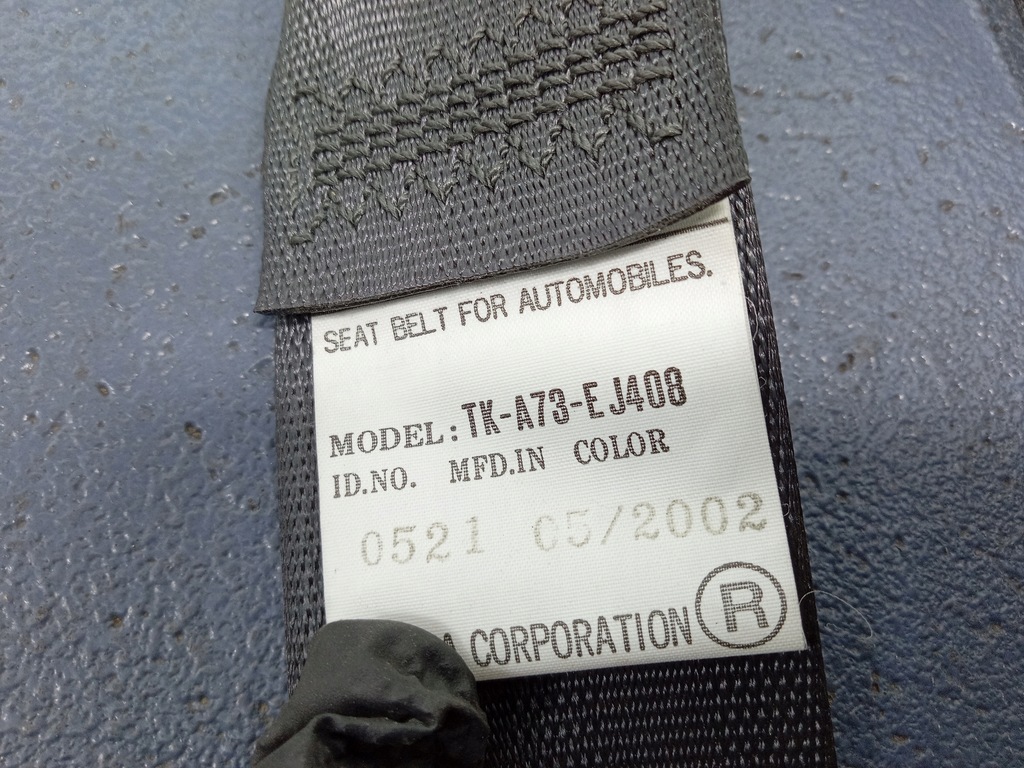 SEAT BELT FOR AUTOMOBILES.
MODEL: TK-A73-EJ408
ID.NO. MFD.IN COLOR
0521 05/2002
CORPORATION R